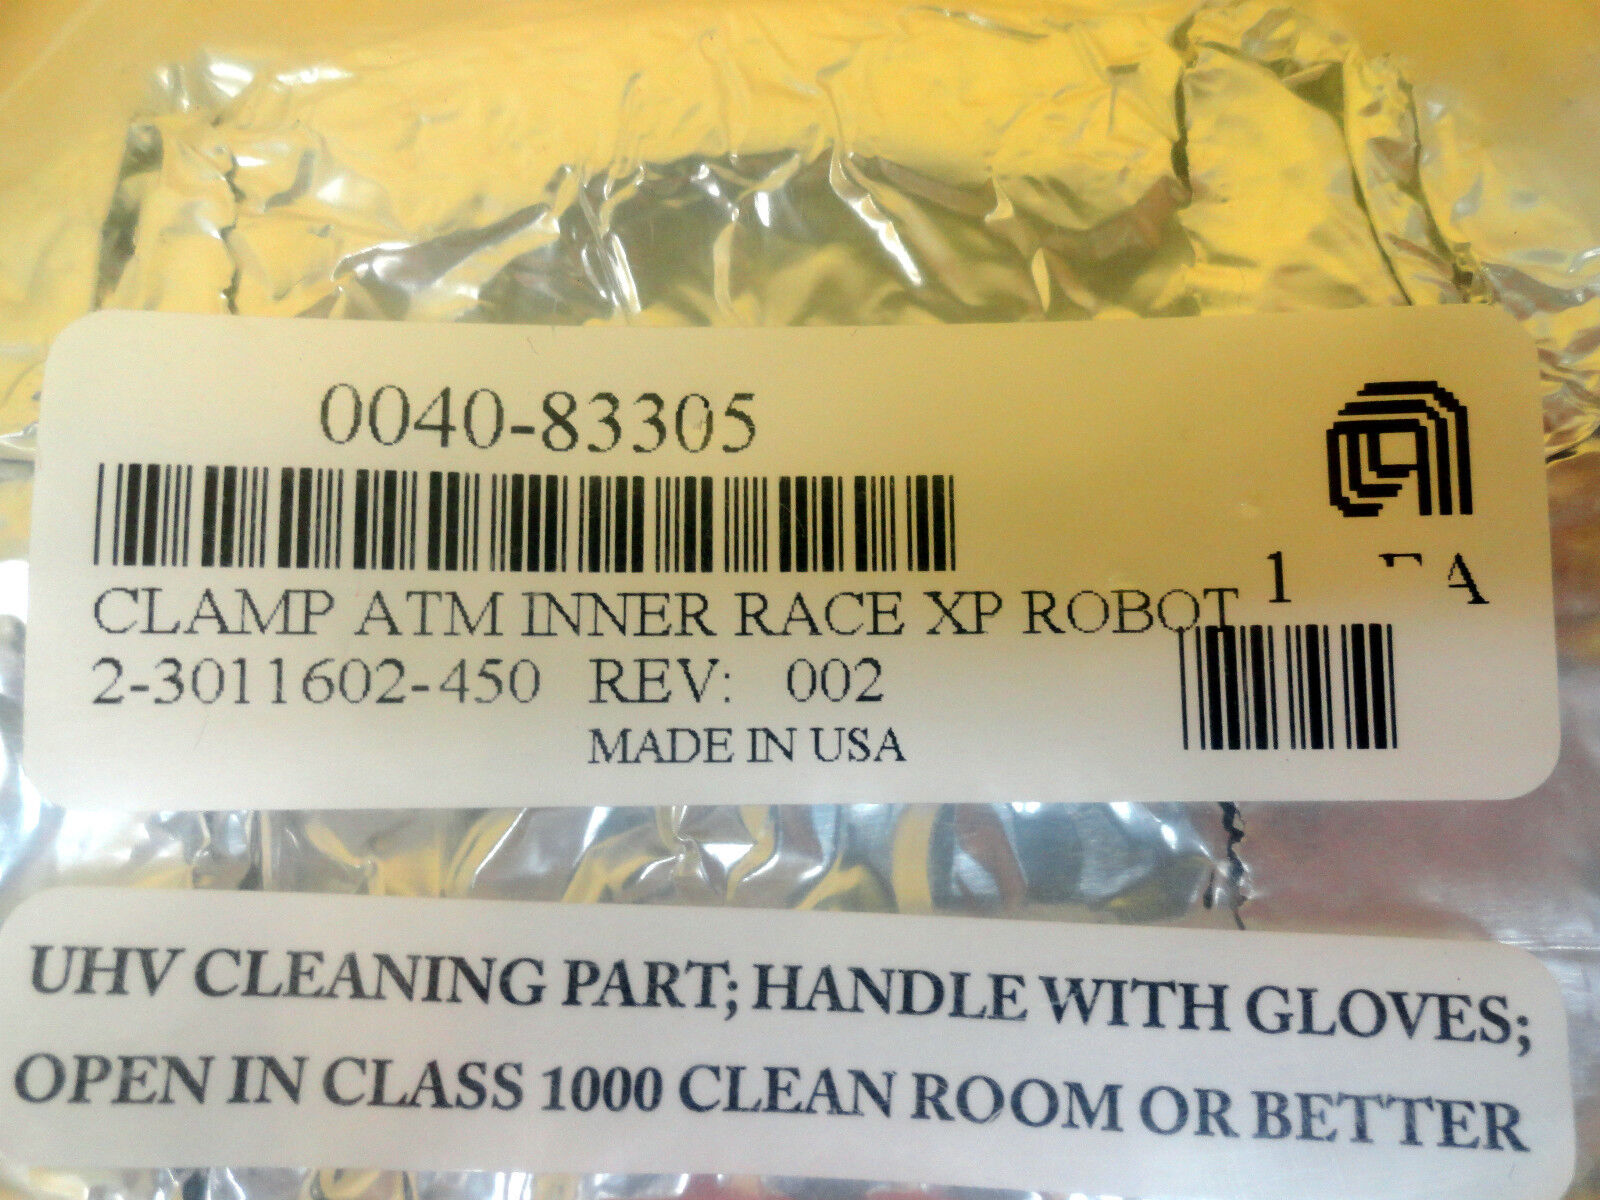 0040-83305
CLAMP ATM INNER RACE XP ROBOT 1
2-3011602-450 REV: 002
MADE IN USA
UHV CLEANING PART; HANDLE WITH GLOVES;
OPEN IN CLASS 1000 CLEAN ROOM OR BETTER